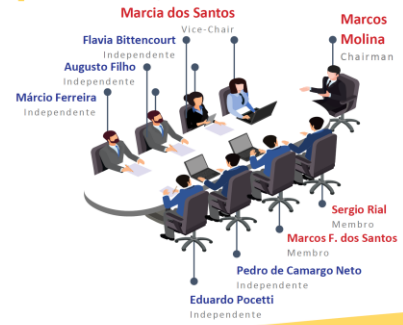 Marcia dos Santos
Vice-Chair
Flavia Bittencourt
Independente
Augusto Filho
Independente
Márcio Ferreira
Independente
Marcos
Molina
Chairman
Sergio Rial
Membro
Marcos F. dos Santos
Membro
Pedro de Camargo Neto
Independente
Eduardo Pocetti
Independente